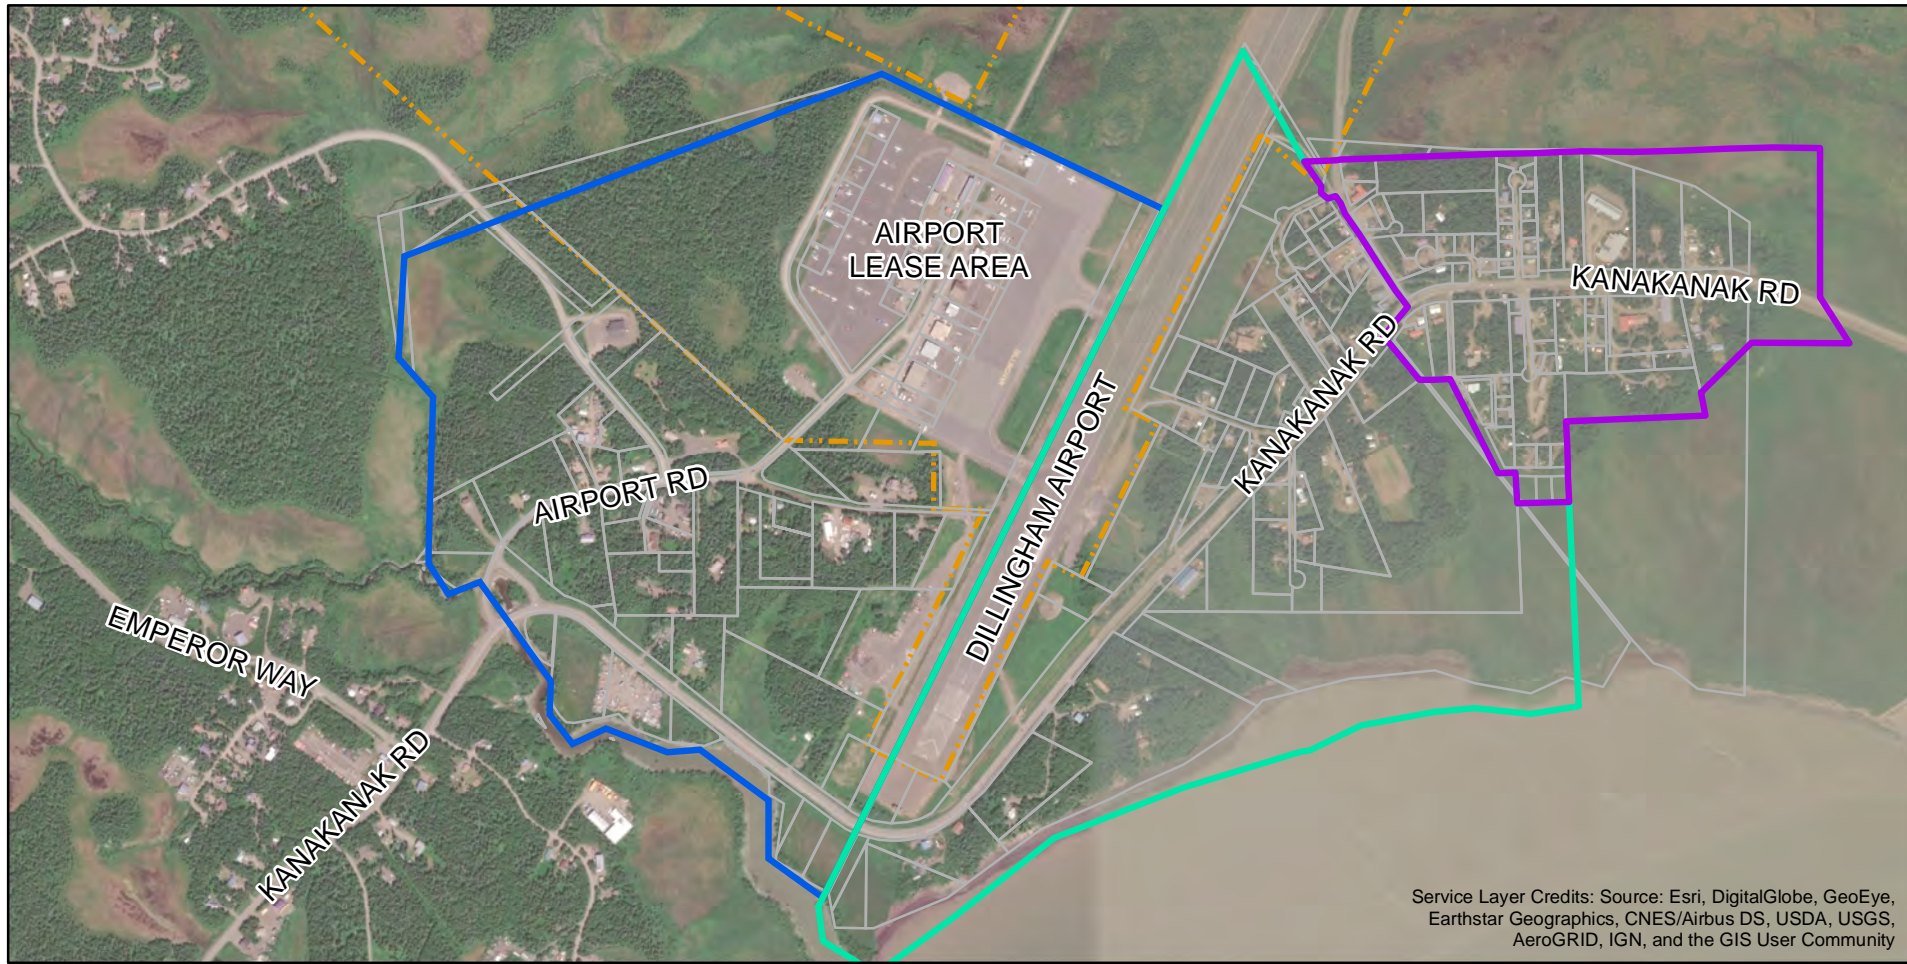 AIRPORT
LEASE AREA
KANAKANAK RD
KANAKANAK RD
DILLINGHAM AIRPORT
AIRPORT RD
EMPEROR WAY
KANAKANAK RD
Service Layer Credits: Source: Esri, DigitalGlobe, GeoEye,
Earthstar Geographics, CNES/Airbus DS, USDA, USGS,
AeroGRID, IGN, and the GIS User Community